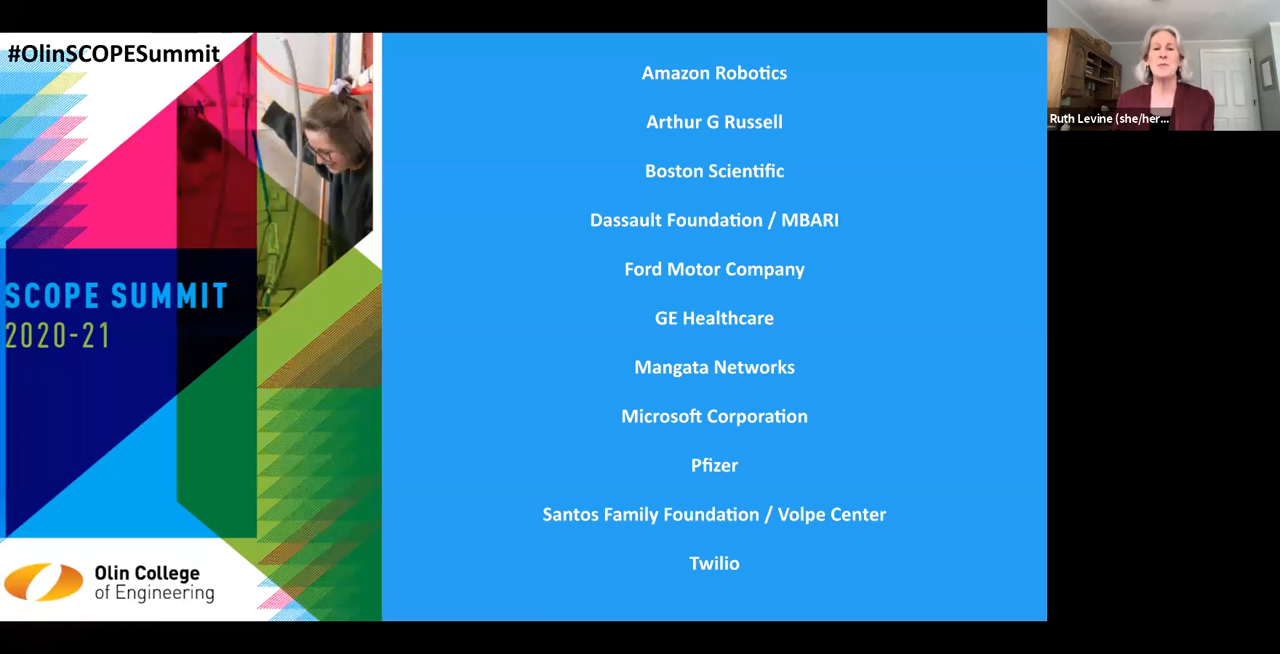 #OlinSCOPESummit
SCOPE SUMMIT
2020-21
Olin College
of Engineering
Amazon Robotics
Arthur G Russell
Boston Scientific
Dassault Foundation / MBARI
Ford Motor Company
GE Healthcare
Mangata Networks
Microsoft Corporation
Pfizer
Santos Family Foundation / Volpe Center
Twilio
Ruth Levine (she/her...